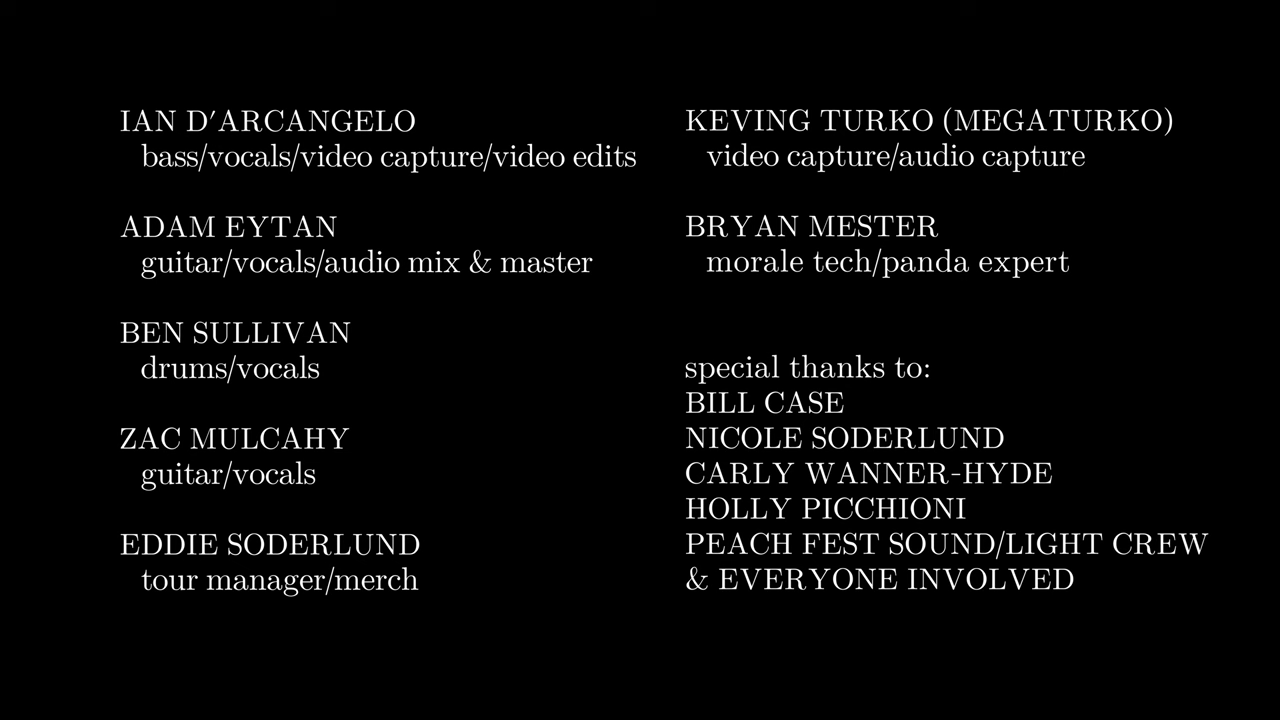 IAN D'ARCANGELO
bass/vocals/video capture/video edits
ADAM EYTAN
guitar/vocals/audio mix & master
BEN SULLIVAN
drums/vocals
ZAC MULCAHY
guitar/vocals
EDDIE SODERLUND
tour manager/merch
KEVING TURKO (MEGATURKO)
video capture/audio capture
BRYAN MESTER
morale tech/panda expert
special thanks to:
BILL CASE
NICOLE SODERLUND
CARLY WANNER-HYDE
HOLLY PICCHIONI
PEACH FEST SOUND/LIGHT CREW
& EVERYONE INVOLVED